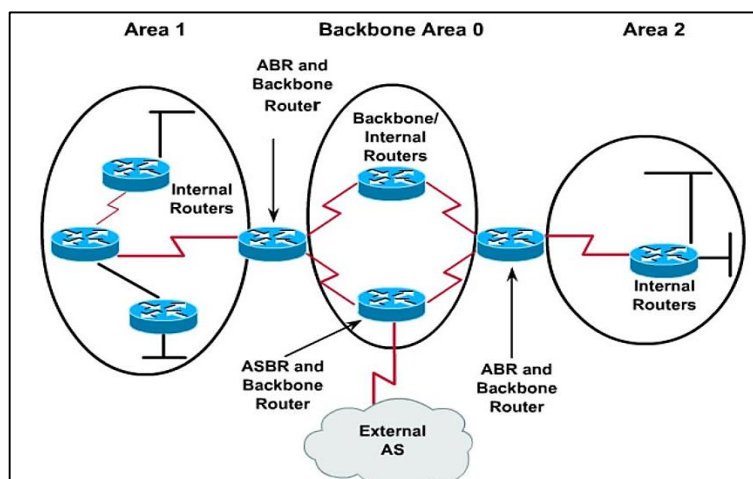 Area 1
Backbone Area 0
Area 2
ABR and
Backbone
Router
Backbone/
Internal
Routers
Internal
Routers
Internal
Routers
ASBR and
Backbone
Router
ABR and
Backbone
Router
External
AS